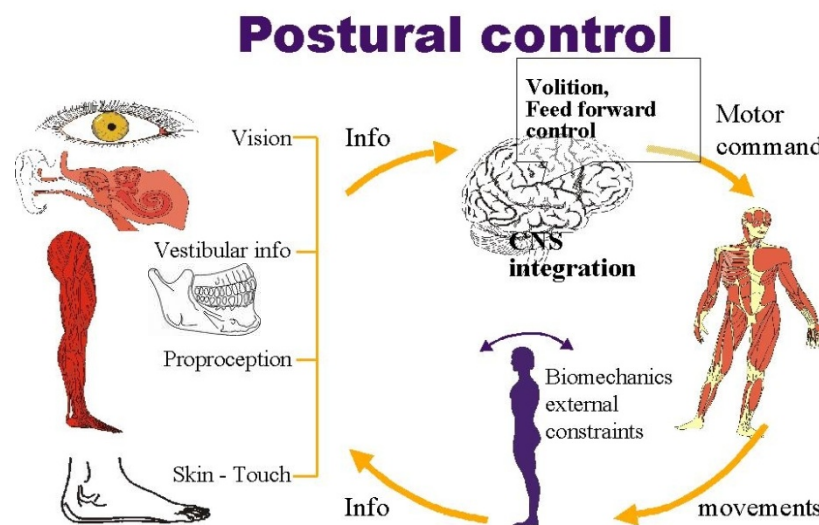 Postural control
Volition,
Feed forward
control
Vision
Info
Motor
command
Vestibular info
CNS
integration
Proproception
Biomechanics
external
constraints
Skin - Touch
Info
movements